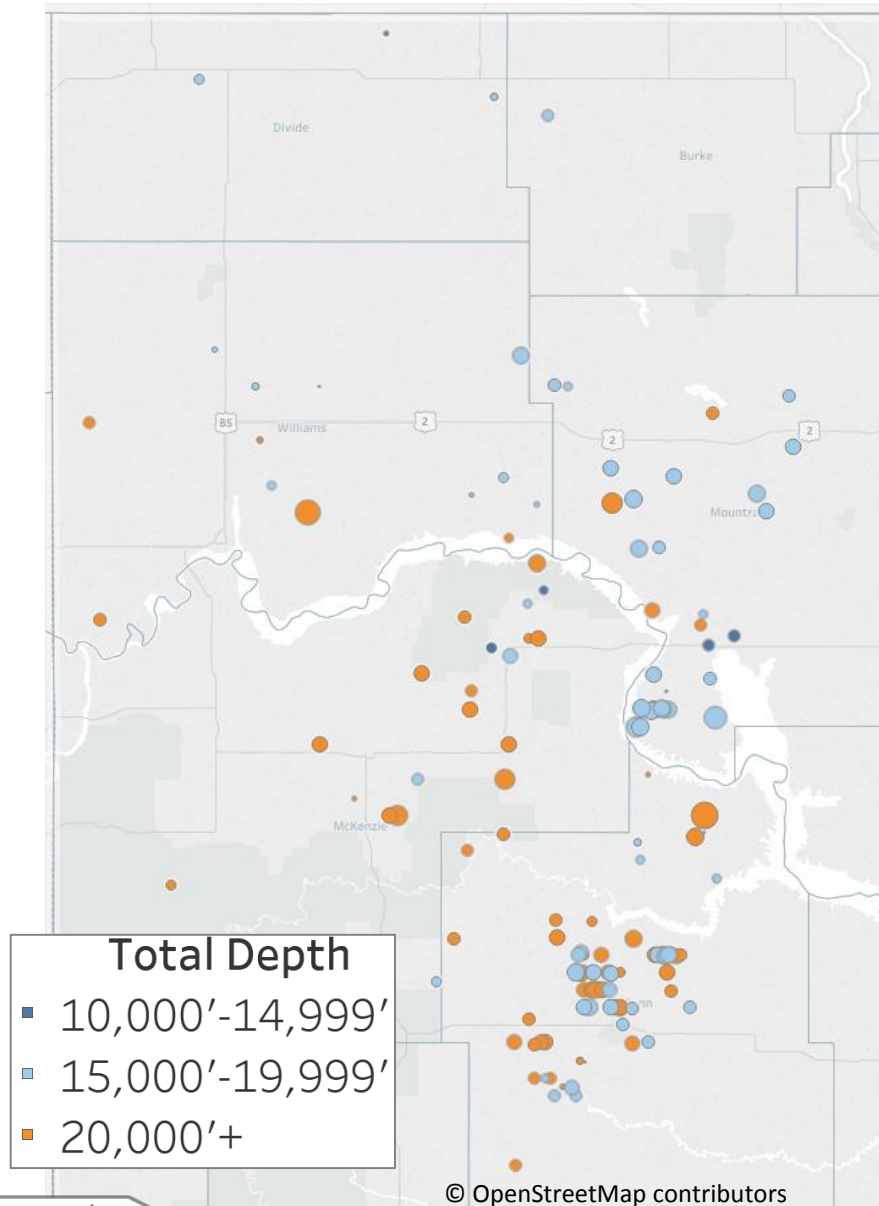 Divide
Burke
85
Williams
2
2
2
Mountra
McKenzie
nn
Total Depth
10,000'-14,999'
15,000'-19,999'
20,000'+
© OpenStreetMap contributors